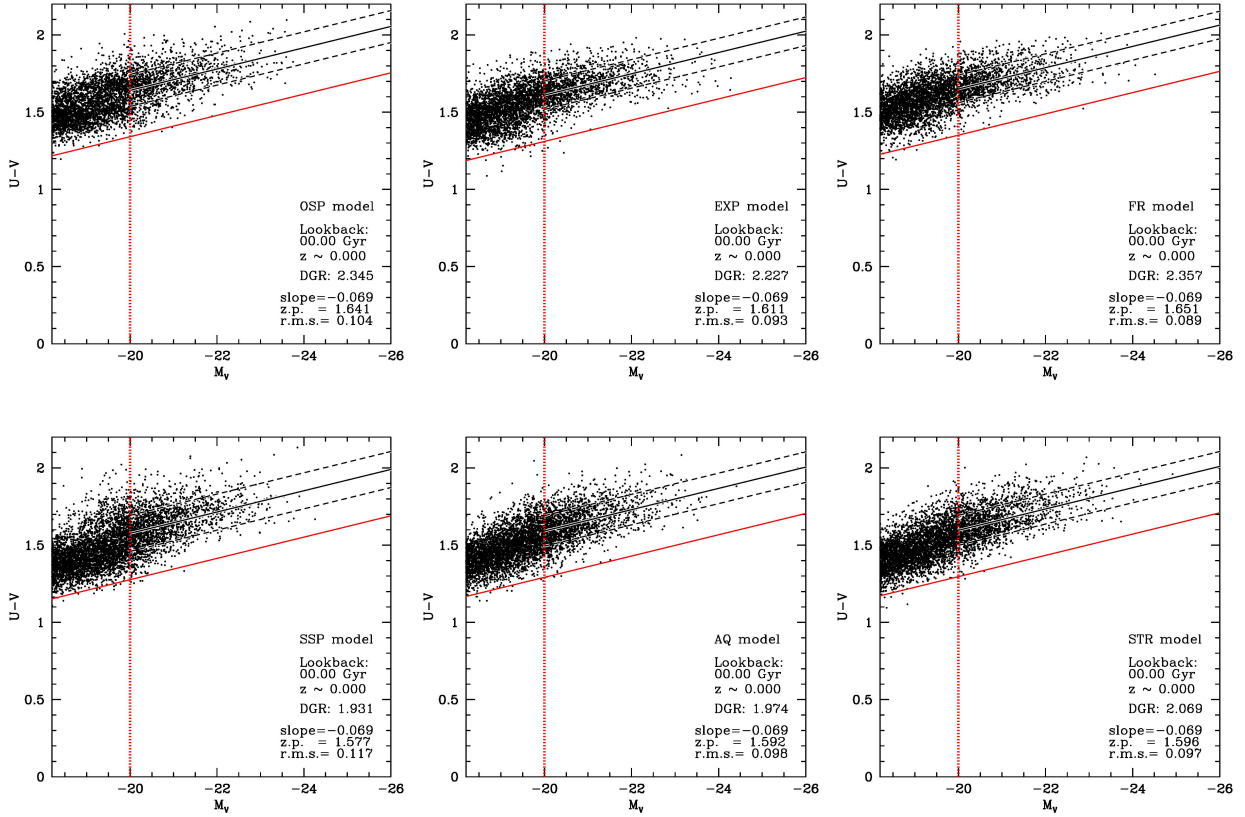 2
1.5
1
0.5
0
U−V
OSP model
Lookback:
00.00 Gyr
z ~ 0.000
DGR: 2.345
slope=−0.069
z.p. = 1.641
r.m.s.= 0.104
−20 −22 −24 −26
M_V
2
1.5
1
0.5
0
U−V
EXP model
Lookback:
00.00 Gyr
z ~ 0.000
DGR: 2.227
slope=−0.069
z.p. = 1.611
r.m.s.= 0.093
−20 −22 −24 −26
M_V
2
1.5
1
0.5
0
U−V
FR model
Lookback:
00.00 Gyr
z ~ 0.000
DGR: 2.357
slope=−0.069
z.p. = 1.651
r.m.s.= 0.089
−20 −22 −24 −26
M_V
2
1.5
1
0.5
0
U−V
SSP model
Lookback:
00.00 Gyr
z ~ 0.000
DGR: 1.931
slope=−0.069
z.p. = 1.577
r.m.s.= 0.117
−20 −22 −24 −26
M_V
2
1.5
1
0.5
0
U−V
AQ model
Lookback:
00.00 Gyr
z ~ 0.000
DGR: 1.974
slope=−0.069
z.p. = 1.592
r.m.s.= 0.098
−20 −22 −24 −26
M_V
2
1.5
1
0.5
0
U−V
STR model
Lookback:
00.00 Gyr
z ~ 0.000
DGR: 2.069
slope=−0.069
z.p. = 1.596
r.m.s.= 0.097
−20 −22 −24 −26
M_V